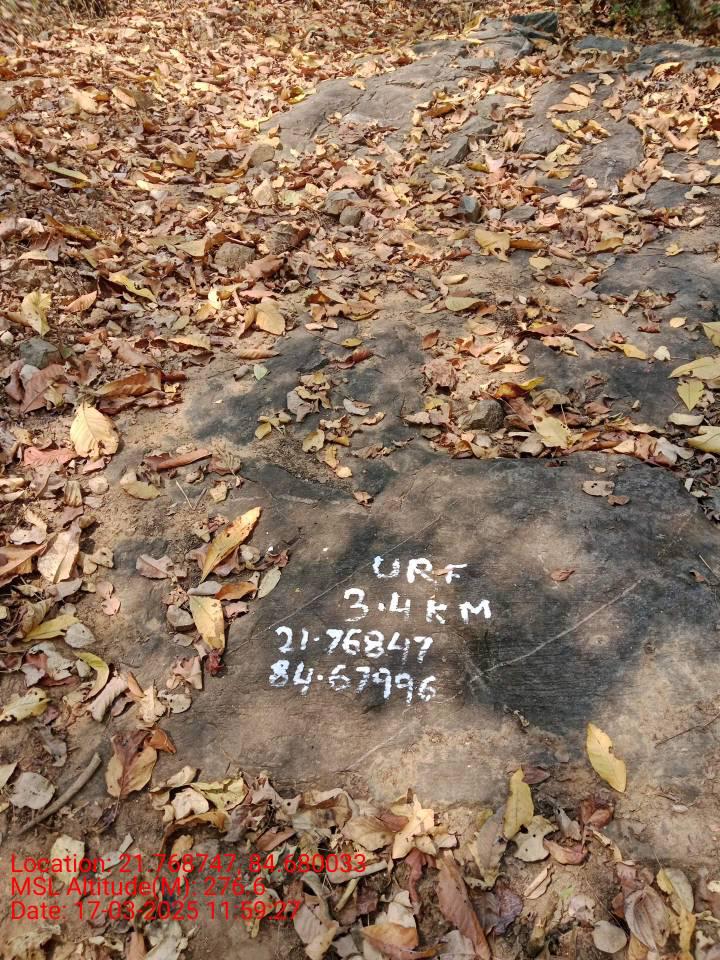 URF
3.4 KM
21.76847
84.67996
Location: 21.768747, 84.680033
MSL Altitude(M): 276.6
Date: 17-03-2025 11:59:27